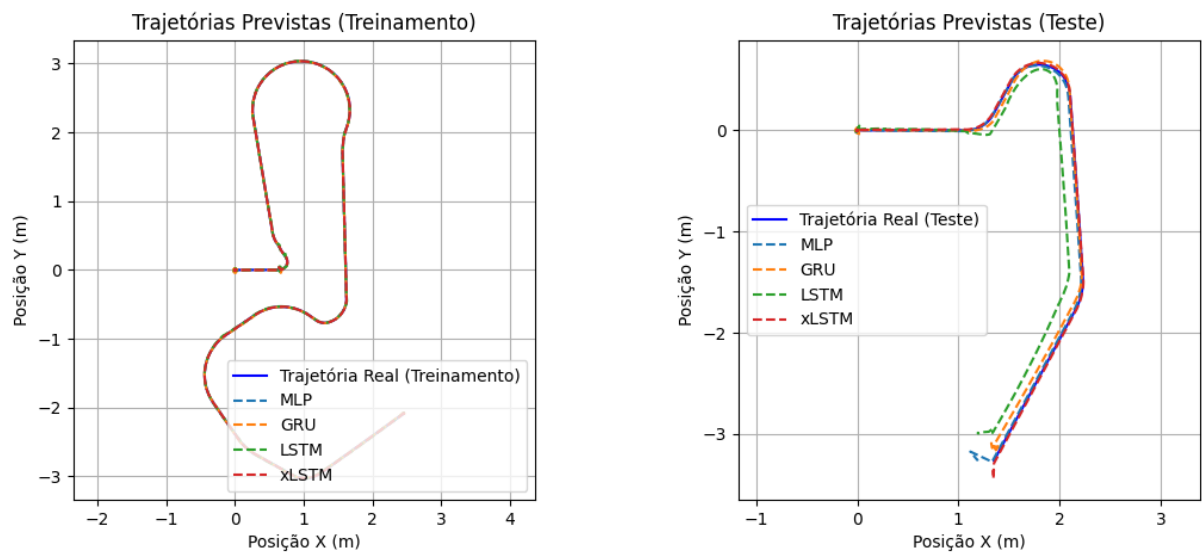 Trajetórias Previstas (Treinamento)
3
2
1
0
−1
−2
−3
Posição Y (m)
Trajetória Real (Treinamento)
MLP
GRU
LSTM
xLSTM
−2
−1
0
1
2
3
4
Posição X (m)
Trajetórias Previstas (Teste)
0
−1
−2
−3
Posição Y (m)
Trajetória Real (Teste)
MLP
GRU
LSTM
xLSTM
−1
0
1
2
3
Posição X (m)